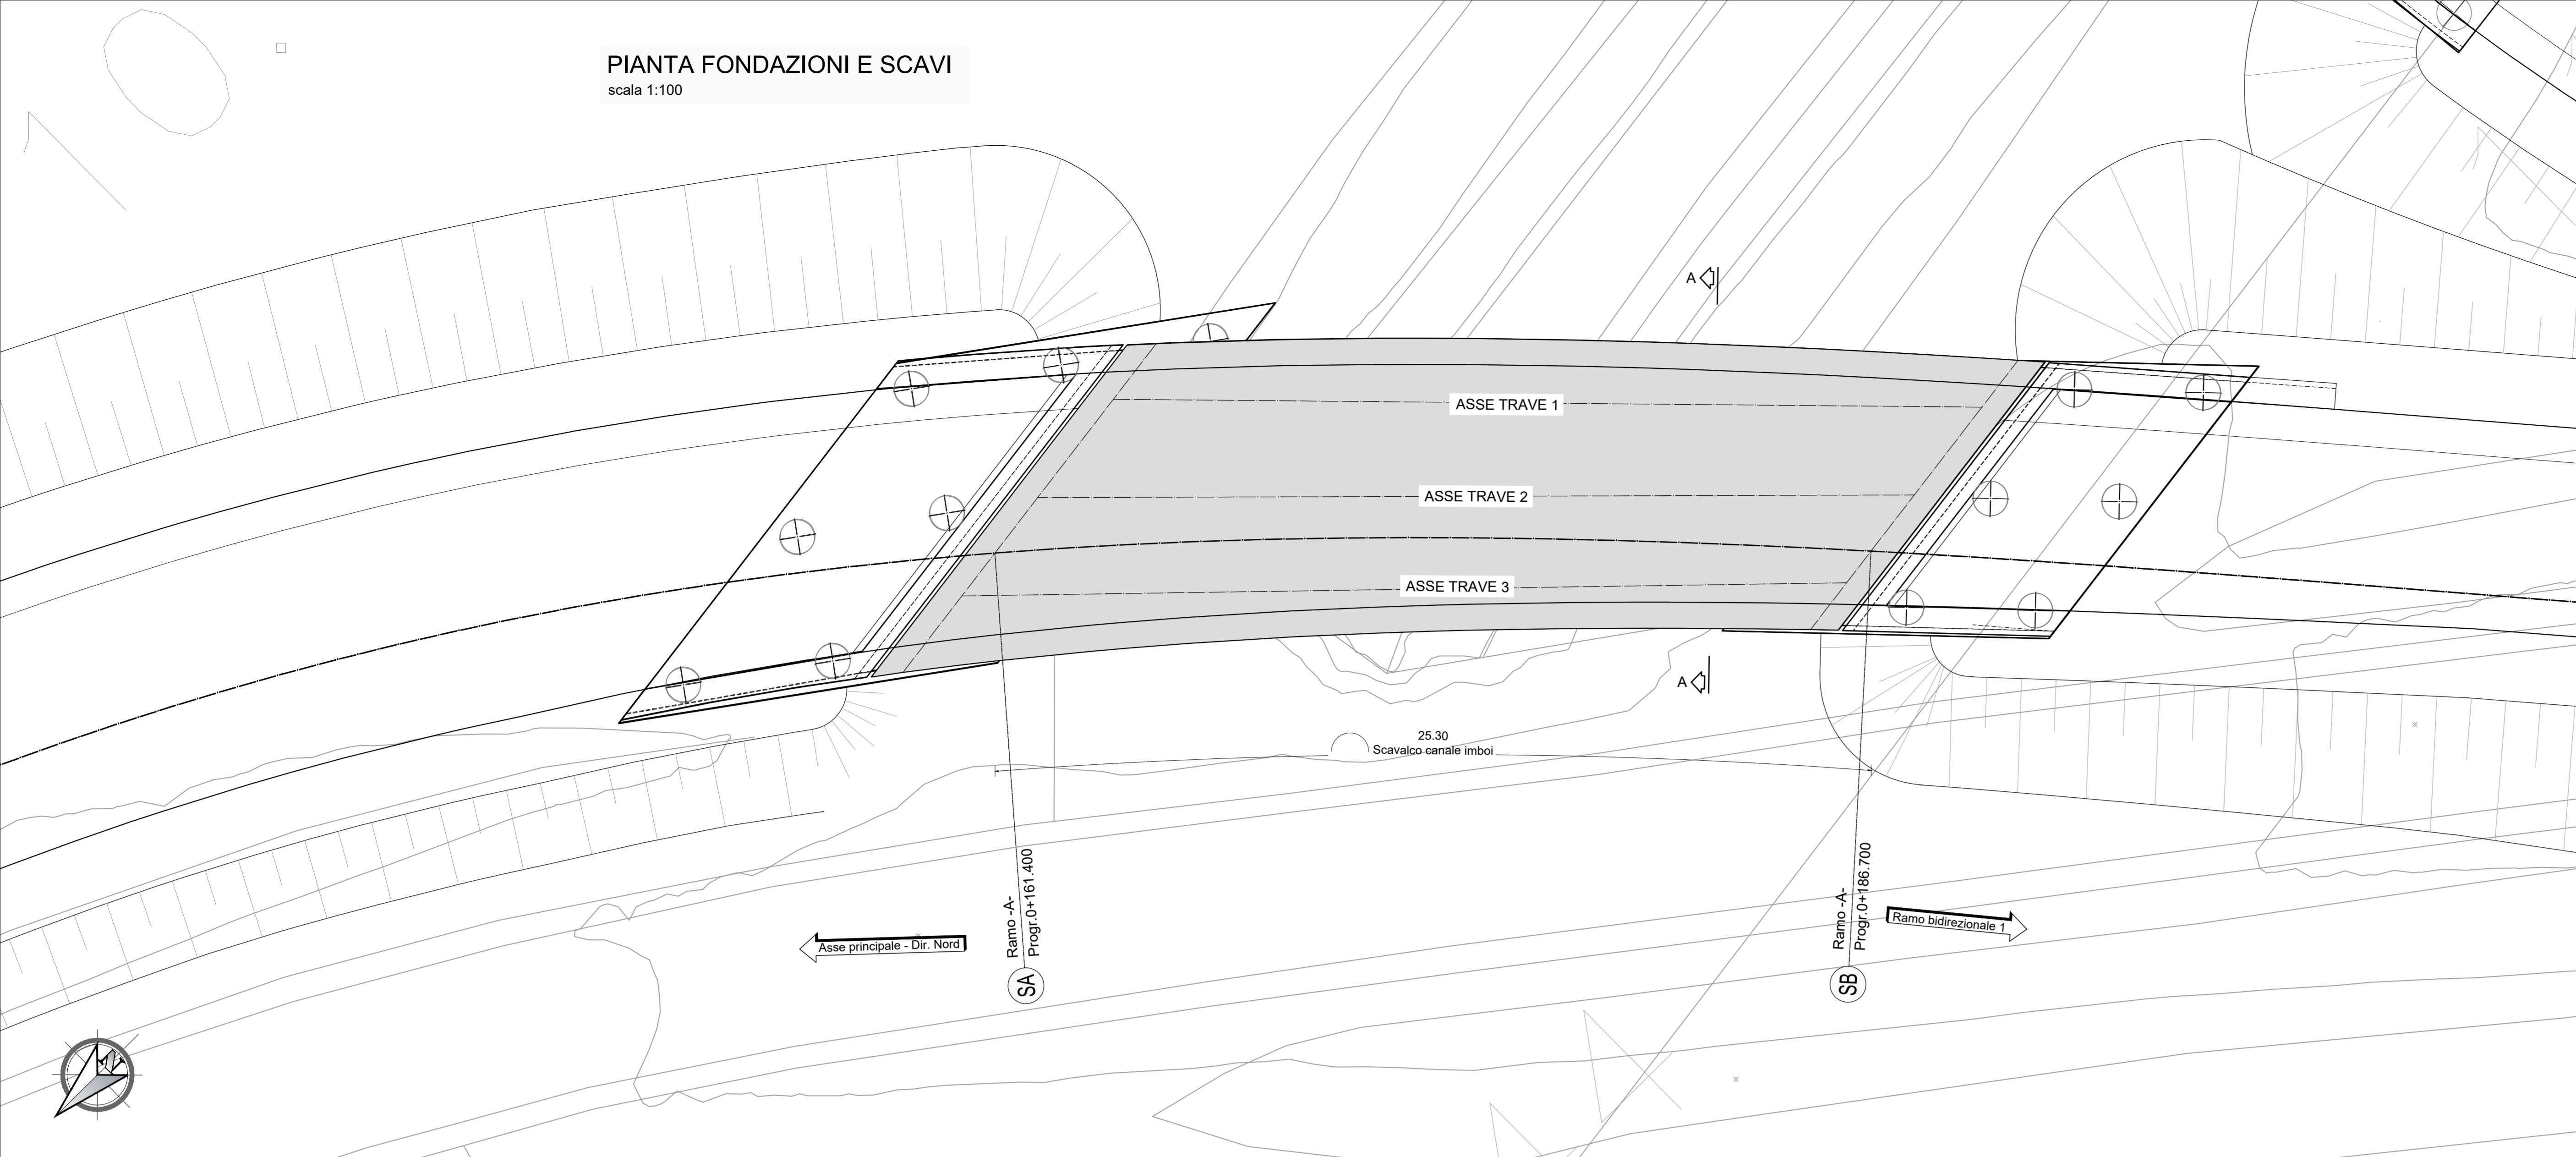 PIANTA FONDAZIONI E SCAVI
scala 1:100
A
ASSE TRAVE 1
ASSE TRAVE 2
ASSE TRAVE 3
A
25.30
Scavalco canale imboi
Ramo -A-
Progr.0+161.400
SA
Ramo -A-
Progr.0+186.700
SB
Asse principale - Dir. Nord
Ramo bidirezionale 1
N